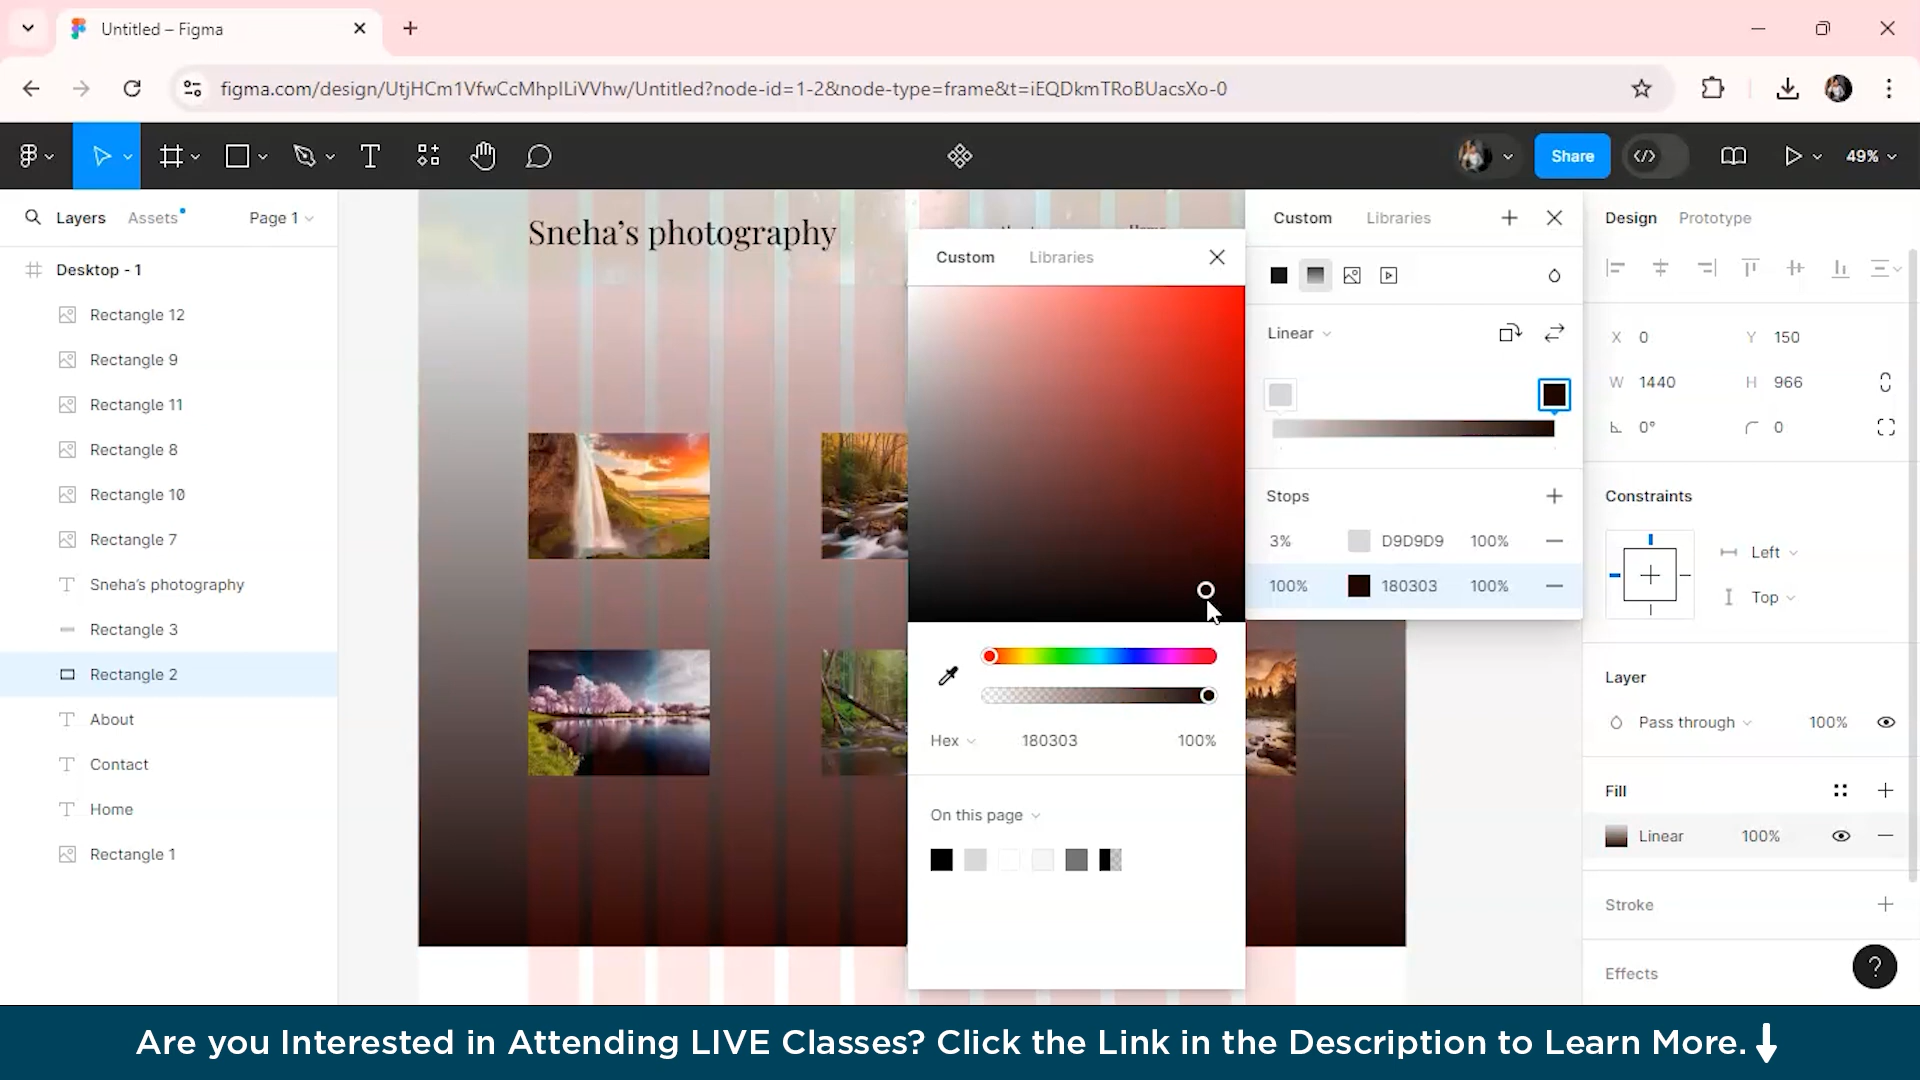 Untitled – Figma
figma.com/design/UtjHCm1VfwCcMhpILiVVhw/Untitled?node-id=1-2&node-type=frame&t=iEQDkmTRoBUacsXo-0
Share
49%
Layers
Assets
Page 1
Desktop - 1
Rectangle 12
Rectangle 9
Rectangle 11
Rectangle 8
Rectangle 10
Rectangle 7
Sneha's photography
Rectangle 3
Rectangle 2
About
Contact
Home
Rectangle 1
Sneha's photography
Custom
Libraries
Hex
180303
100%
On this page
Custom
Libraries
Linear
Stops
3%
D9D9D9
100%
100%
180303
100%
Design
Prototype
X
0
Y
150
W
1440
H
966
0°
0
Constraints
Left
Top
Layer
Pass through
100%
Fill
Linear
100%
Stroke
Effects
?
Are you Interested in Attending LIVE Classes? Click the Link in the Description to Learn More.